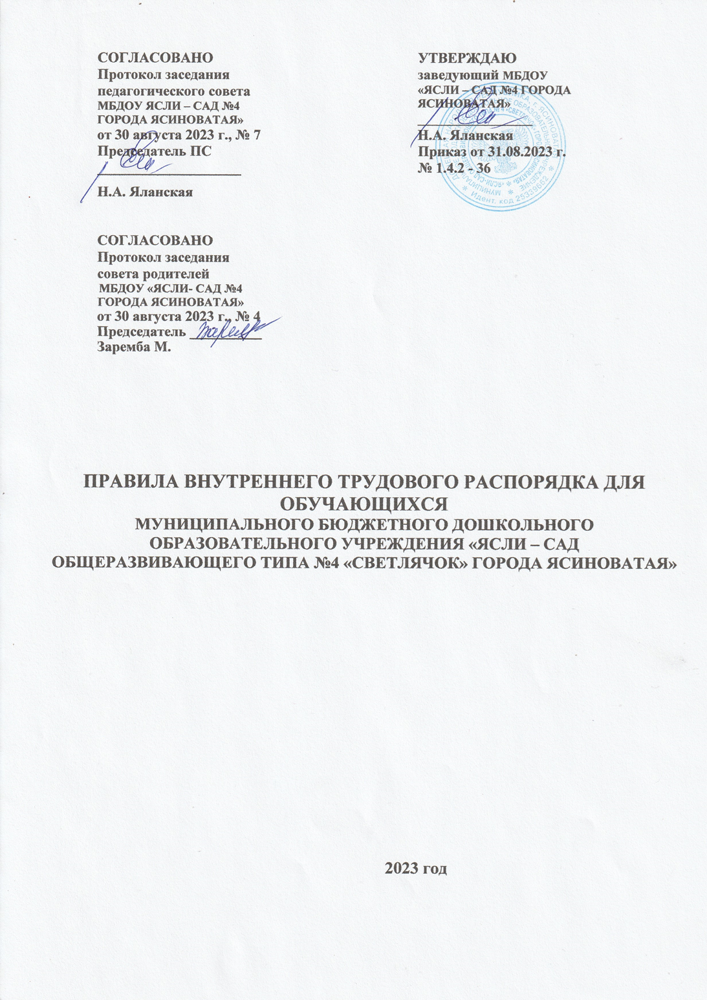 СОГЛАСОВАНО
Протокол заседания
педагогического совета
МБДОУ ЯСЛИ – САД №4
ГОРОДА ЯСИНОВАТАЯ»
от 30 августа 2023 г., № 7
Председатель ПС
Н.А. Яланская
УТВЕРЖДАЮ
заведующий МБДОУ
«ЯСЛИ – САД №4 ГОРОДА
ЯСИНОВАТАЯ»
Н.А. Яланская
Приказ от 31.08.2023 г.
№ 1.4.2 - 36
Идент. код 25339662
СОГЛАСОВАНО
Протокол заседания
совета родителей
МБДОУ «ЯСЛИ- САД №4
ГОРОДА ЯСИНОВАТАЯ»
от 30 августа 2023 г., № 4
Председатель
Заремба М.
ПРАВИЛА ВНУТРЕННЕГО ТРУДОВОГО РАСПОРЯДКА ДЛЯ
ОБУЧАЮЩИХСЯ
МУНИЦИПАЛЬНОГО БЮДЖЕТНОГО ДОШКОЛЬНОГО
ОБРАЗОВАТЕЛЬНОГО УЧРЕЖДЕНИЯ «ЯСЛИ – САД
ОБЩЕРАЗВИВАЮЩЕГО ТИПА №4 «СВЕТЛЯЧОК» ГОРОДА ЯСИНОВАТАЯ»
2023 год